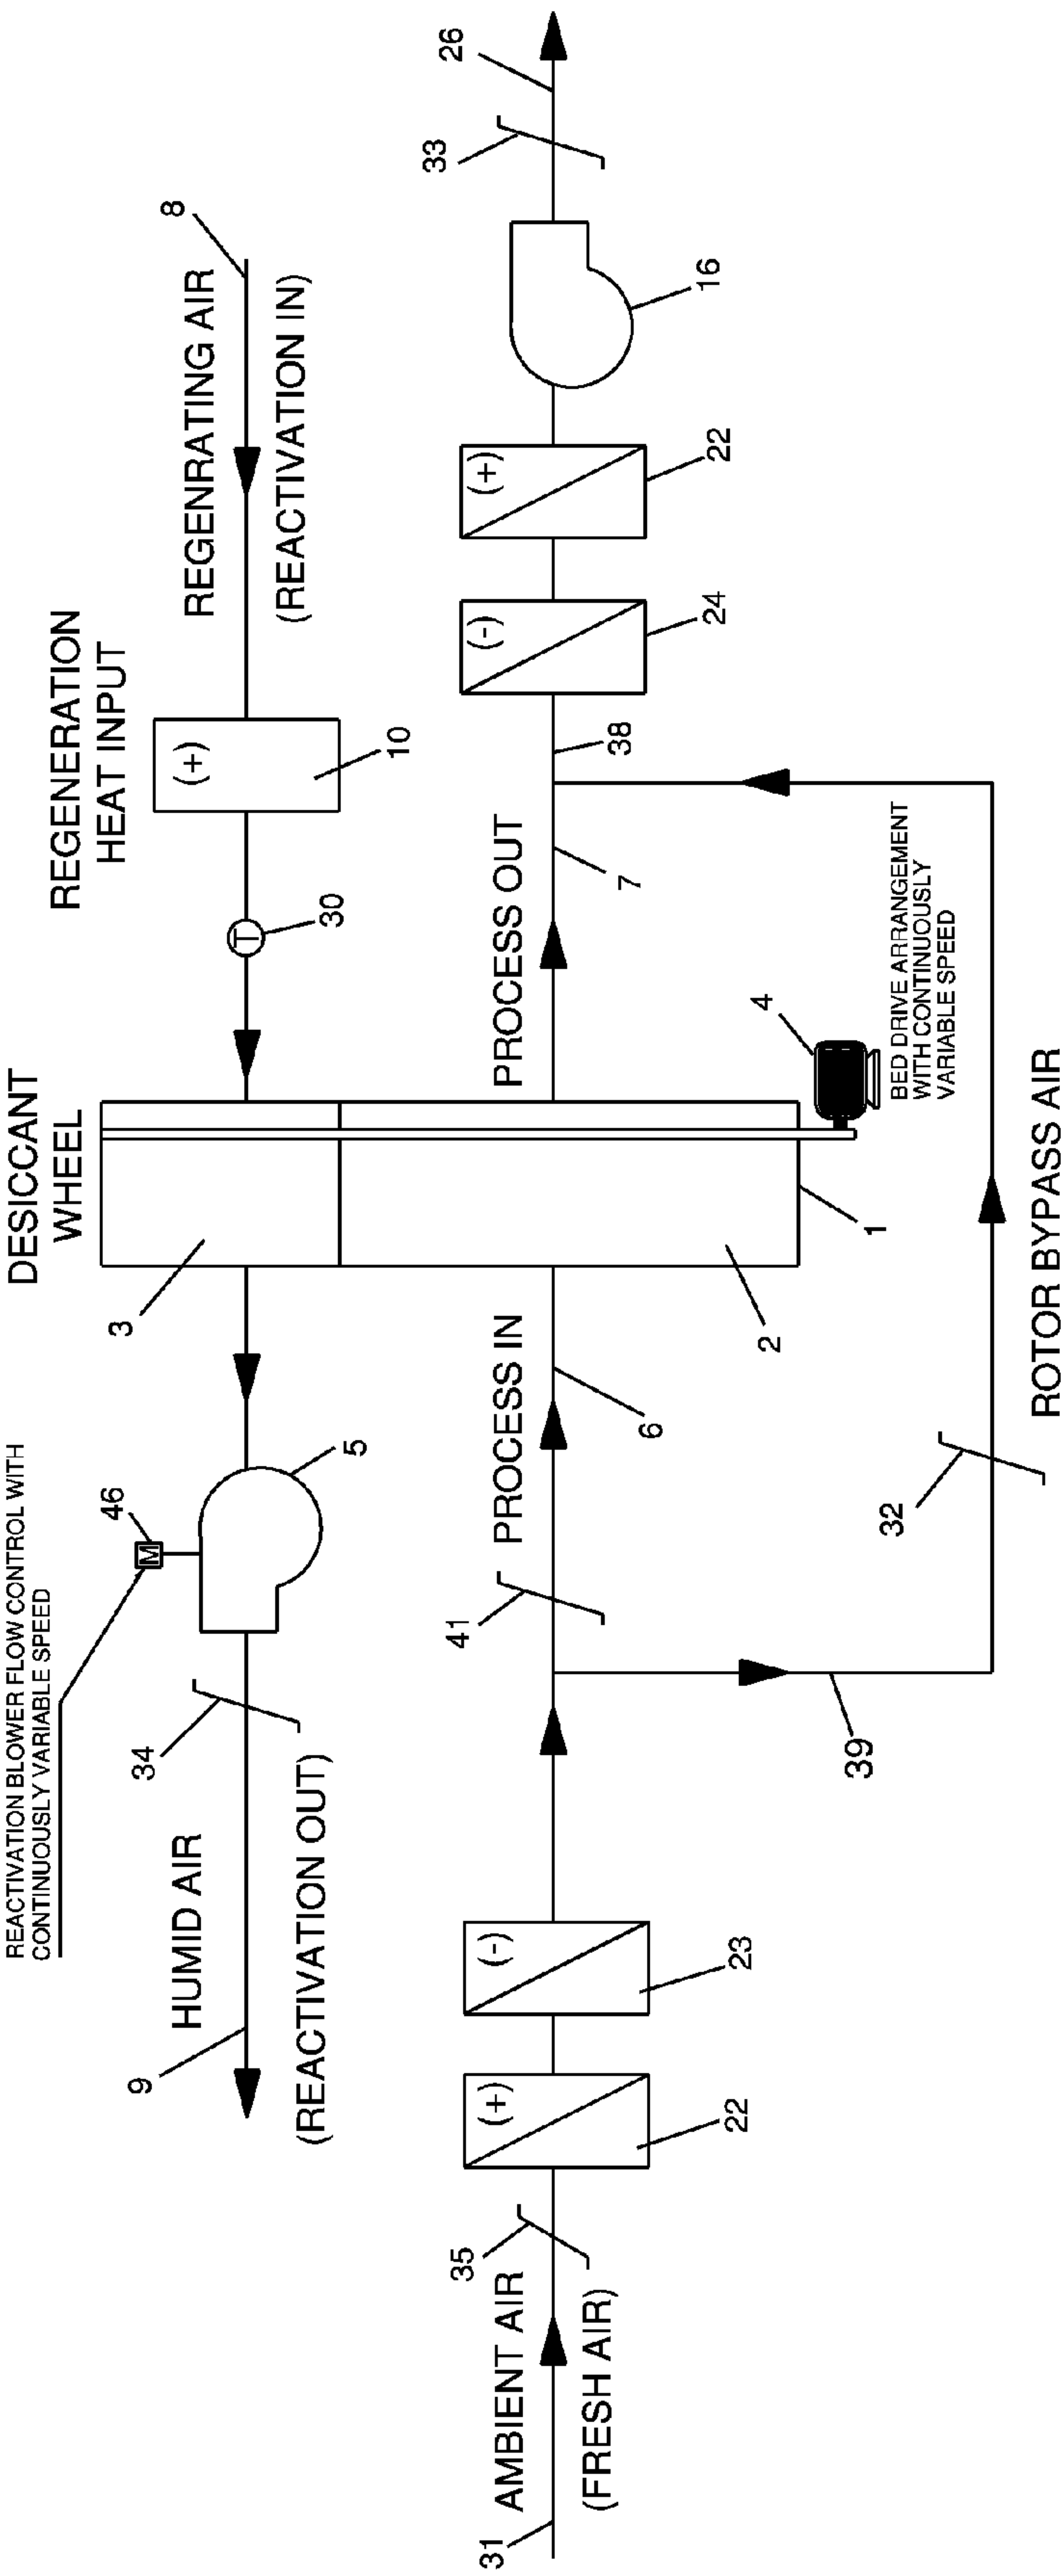 REACTIVATION BLOWER FLOW CONTROL WITH
CONTINUOUSLY VARIABLE SPEED
46
DESICCANT
WHEEL
REGENERATION
HEAT INPUT
HUMID AIR
9
(REACTIVATION OUT)
34
M
5
3
T
30
(+)
10
REGENRATING AIR
(REACTIVATION IN)
8
31
AMBIENT AIR
(FRESH AIR)
35
(+)
22
(-)
23
41
PROCESS IN
6
2
1
PROCESS OUT
7
38
(-)
24
(+)
22
16
33
26
4
BED DRIVE ARRANGEMENT
WITH CONTINUOUSLY
VARIABLE SPEED
39
32
ROTOR BYPASS AIR